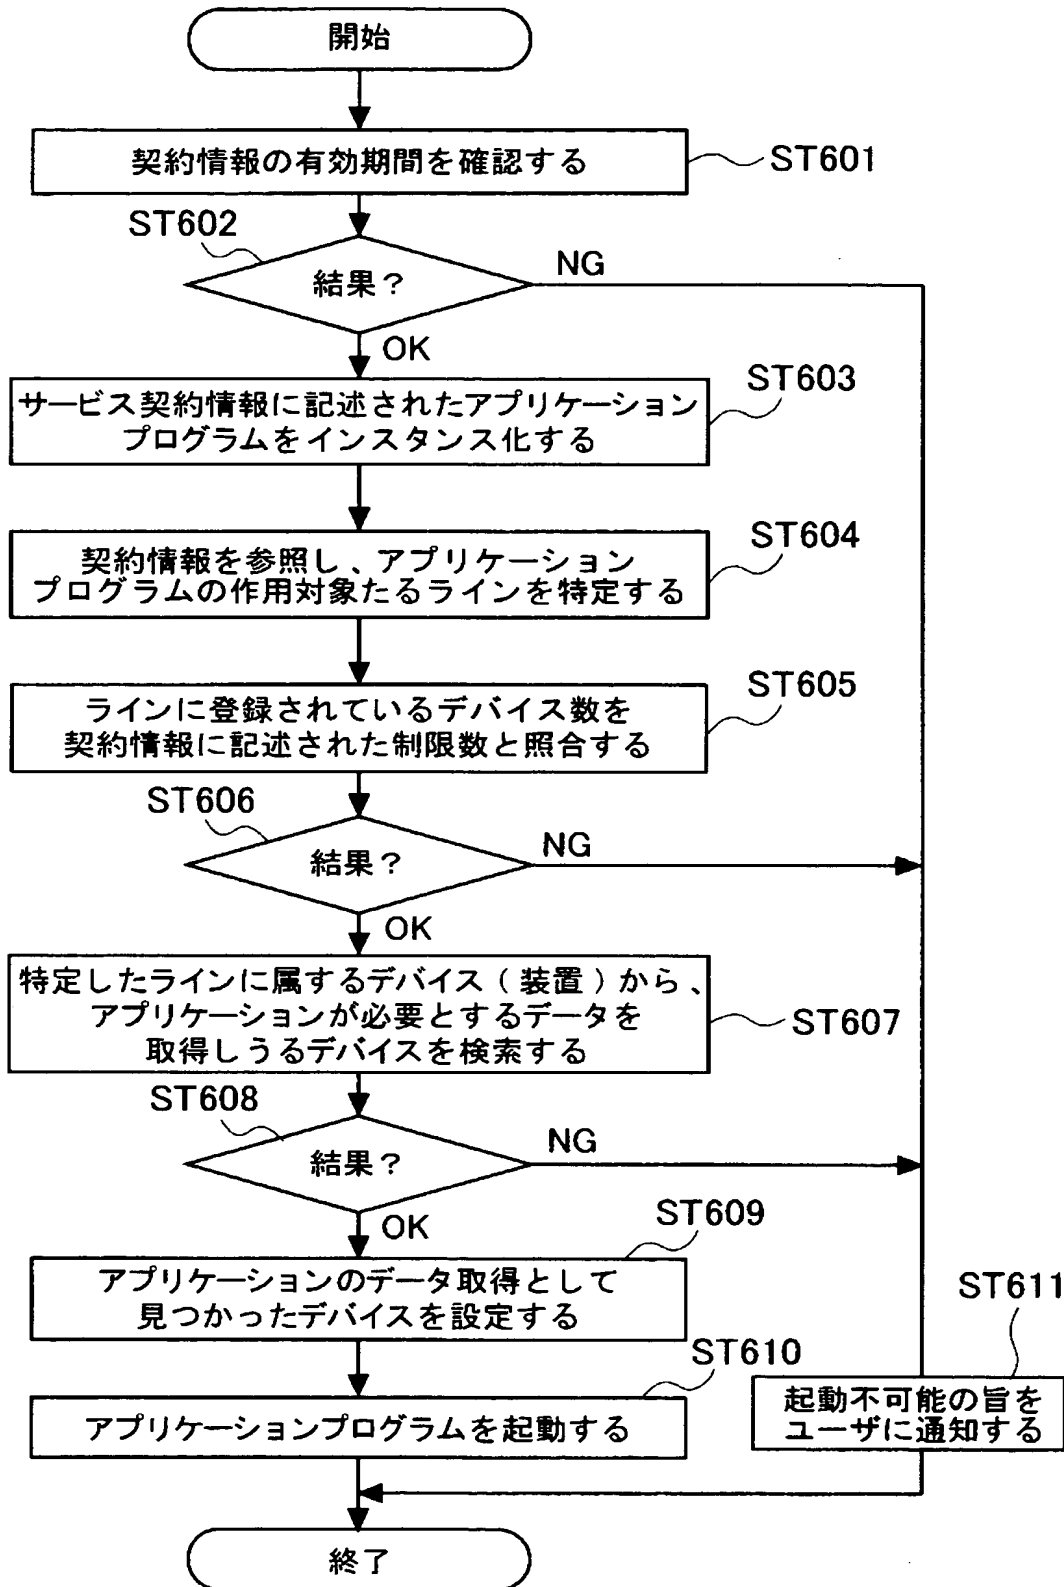 開始
契約情報の有効期間を確認する
ST601
ST602
結果？
NG
OK
サービス契約情報に記述されたアプリケーション
プログラムをインスタンス化する
ST603
契約情報を参照し、アプリケーション
プログラムの作用対象たるラインを特定する
ST604
ラインに登録されているデバイス数を
契約情報に記述された制限数と照合する
ST605
ST606
結果？
NG
OK
特定したラインに属するデバイス（装置）から、
アプリケーションが必要とするデータを
取得しうるデバイスを検索する
ST607
ST608
結果？
NG
OK
ST609
アプリケーションのデータ取得として
見つかったデバイスを設定する
ST610
アプリケーションプログラムを起動する
ST611
起動不可能の旨を
ユーザに通知する
終了